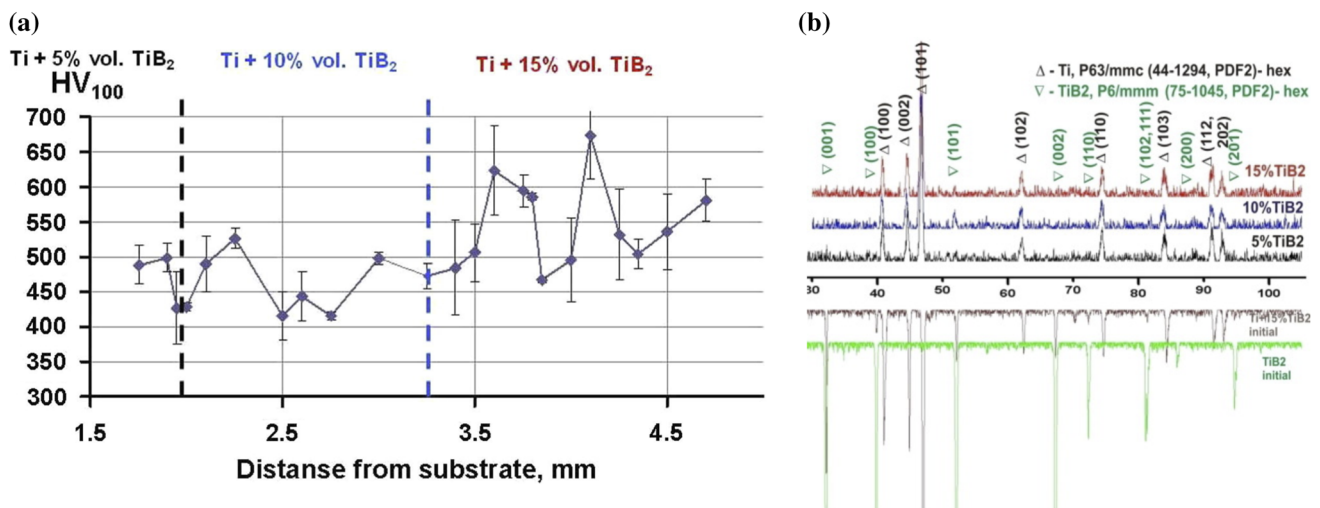 (a)
Ti + 5% vol. TiB2
Ti + 10% vol. TiB2
Ti + 15% vol. TiB2
HV100
700
650
600
550
500
450
400
350
300
1.5
2.5
3.5
4.5
Distanse from substrate, mm
(b)
Δ - Ti, P63/mmc (44-1294, PDF2)- hex
∇ - TiB2, P6/mmm (75-1045, PDF2)- hex
∇ (001)
∇ (100)
Δ (100)
Δ (002)
Δ (101)
∇ (101)
Δ (102)
∇ (002)
∇ (110)
Δ (110)
∇ (102,111)
Δ (103)
∇ (200)
Δ (112,
202)
∇ (201)
15%TiB2
10%TiB2
5%TiB2
30
40
50
60
70
80
90
100
Ti+15%TiB2
initial
TiB2
initial